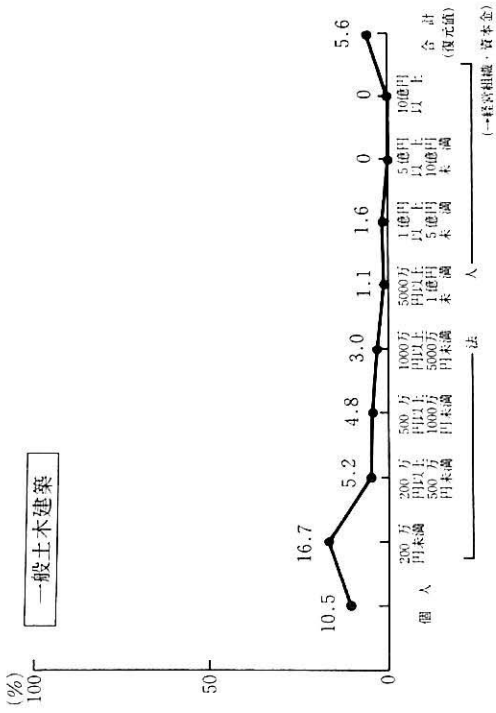 一般土木建築
(%)
100
50
0
10.5
16.7
5.2
4.8
3.0
1.1
1.6
0
0
5.6
個人
200万
円未満
200万
円以上
500万
円未満
500万
円以上
1000万
円未満
1000万
円以上
5000万
円未満
5000万
円以上
1億円
未満
1億円
以上
5億円
未満
5億円
以上
10億円
未満
10億円
以上
合計
(復元値)
法人
(一経営組織・資本金)